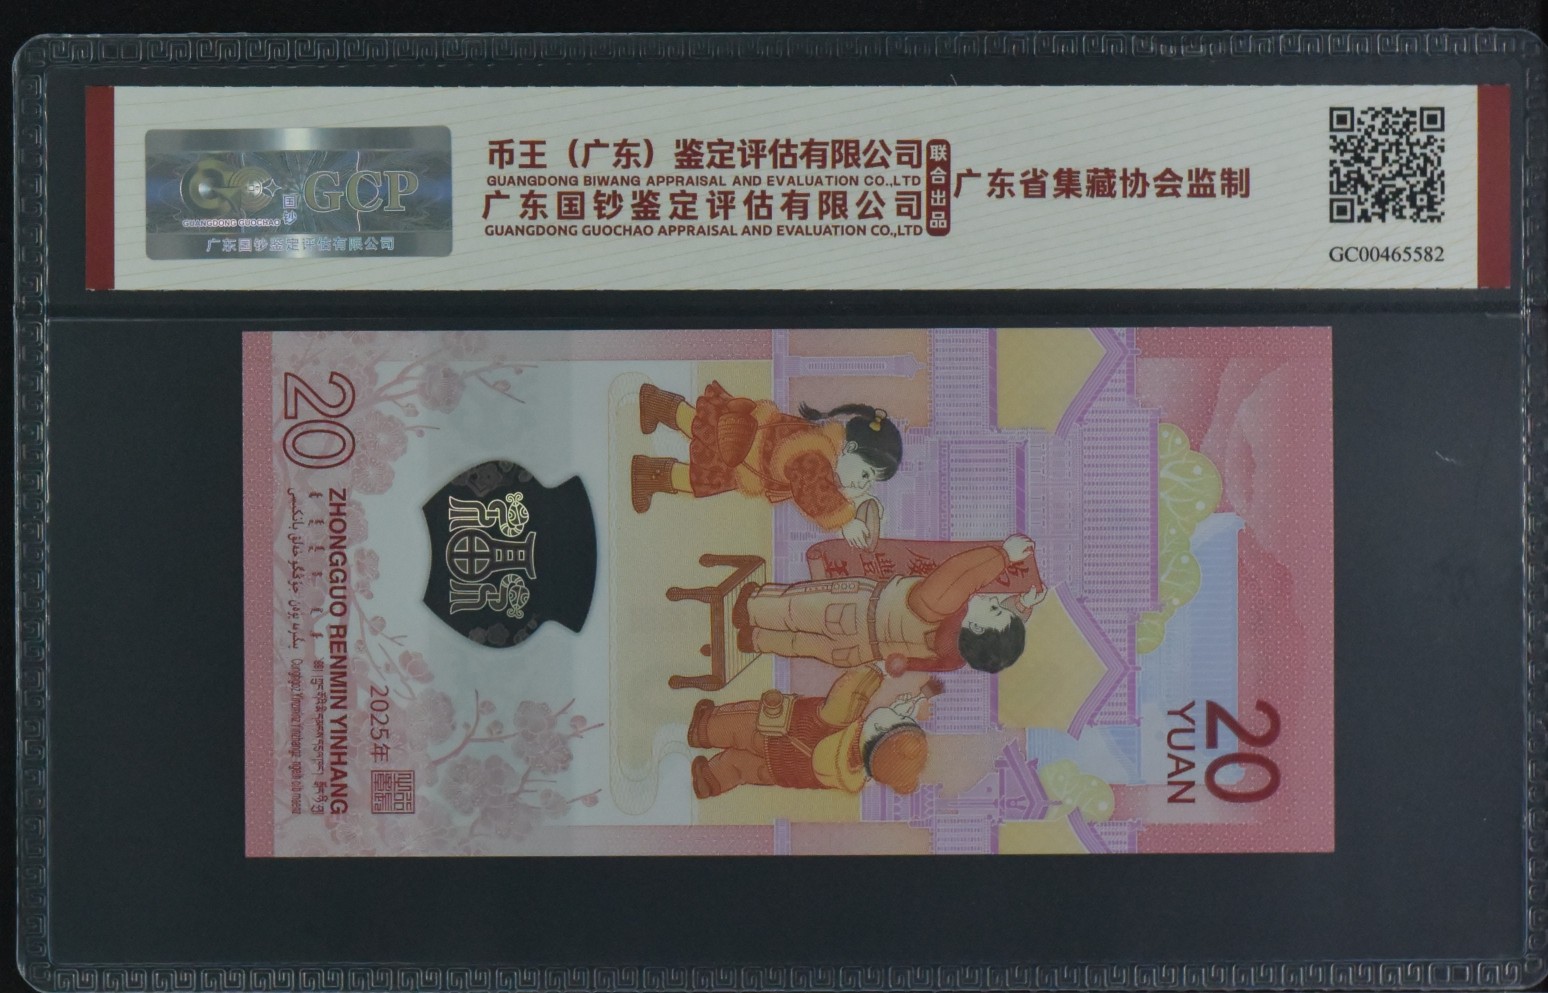 GCP
国钞
GUANGDONG GUOCHAO
广东国钞鉴定评估有限公司
币王（广东）鉴定评估有限公司
GUANGDONG BIWANG APPRAISAL AND EVALUATION CO.,LTD
广东国钞鉴定评估有限公司
GUANGDONG GUOCHAO APPRAISAL AND EVALUATION CO.,LTD
联合出品
广东省集藏协会监制
GC00465582
20
ZHONGGUO RENMIN YINHANG
2025年
20
YUAN